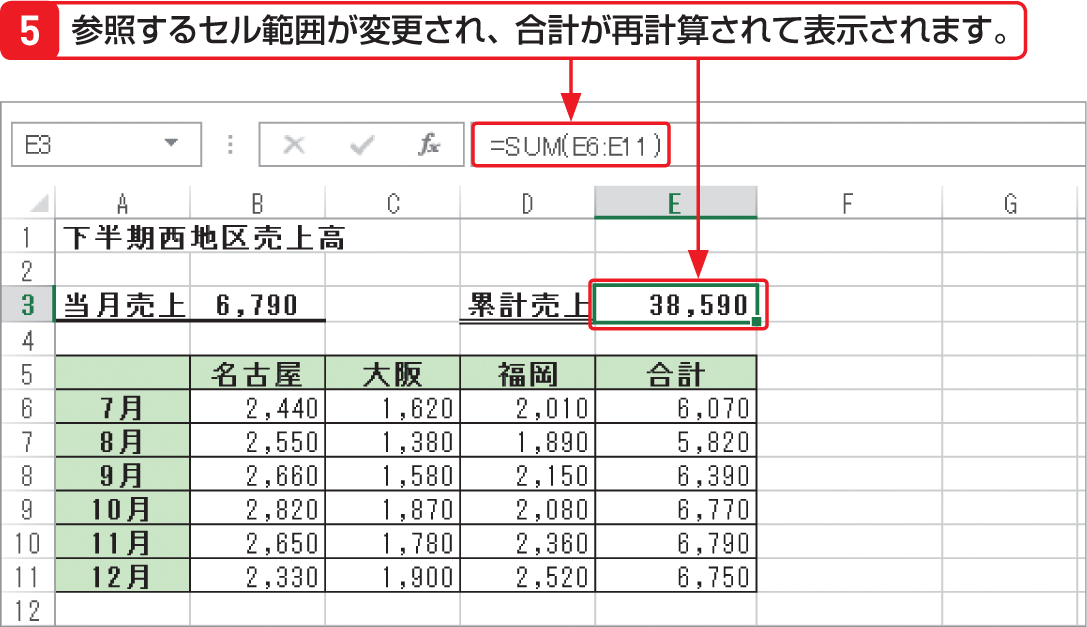 5 参照するセル範囲が変更され、合計が再計算されて表示されます。
E3 fx =SUM(E6:E11)
A B C D E F G
1 下半期西地区売上高
2
3 当月売上 6,790 累計売上 38,590
4
5 名古屋 大阪 福岡 合計
6 7月 2,440 1,620 2,010 6,070
7 8月 2,550 1,380 1,890 5,820
8 9月 2,660 1,580 2,150 6,390
9 10月 2,820 1,870 2,080 6,770
10 11月 2,650 1,780 2,360 6,790
11 12月 2,330 1,900 2,520 6,750
12